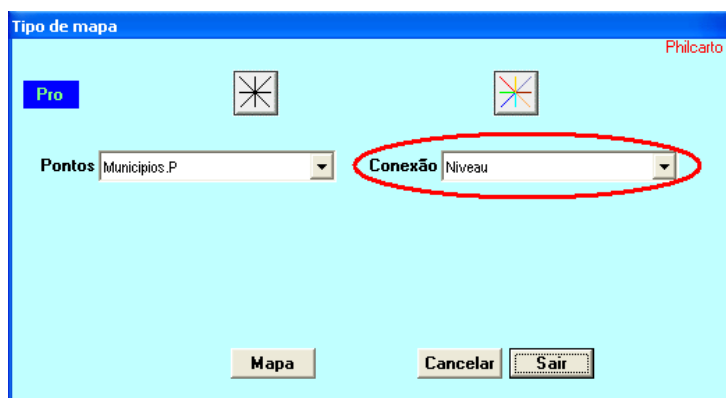 Tipo de mapa
Philcarto
Pro
Pontos Municipios.P Conexão Niveau
Mapa Cancelar Sair